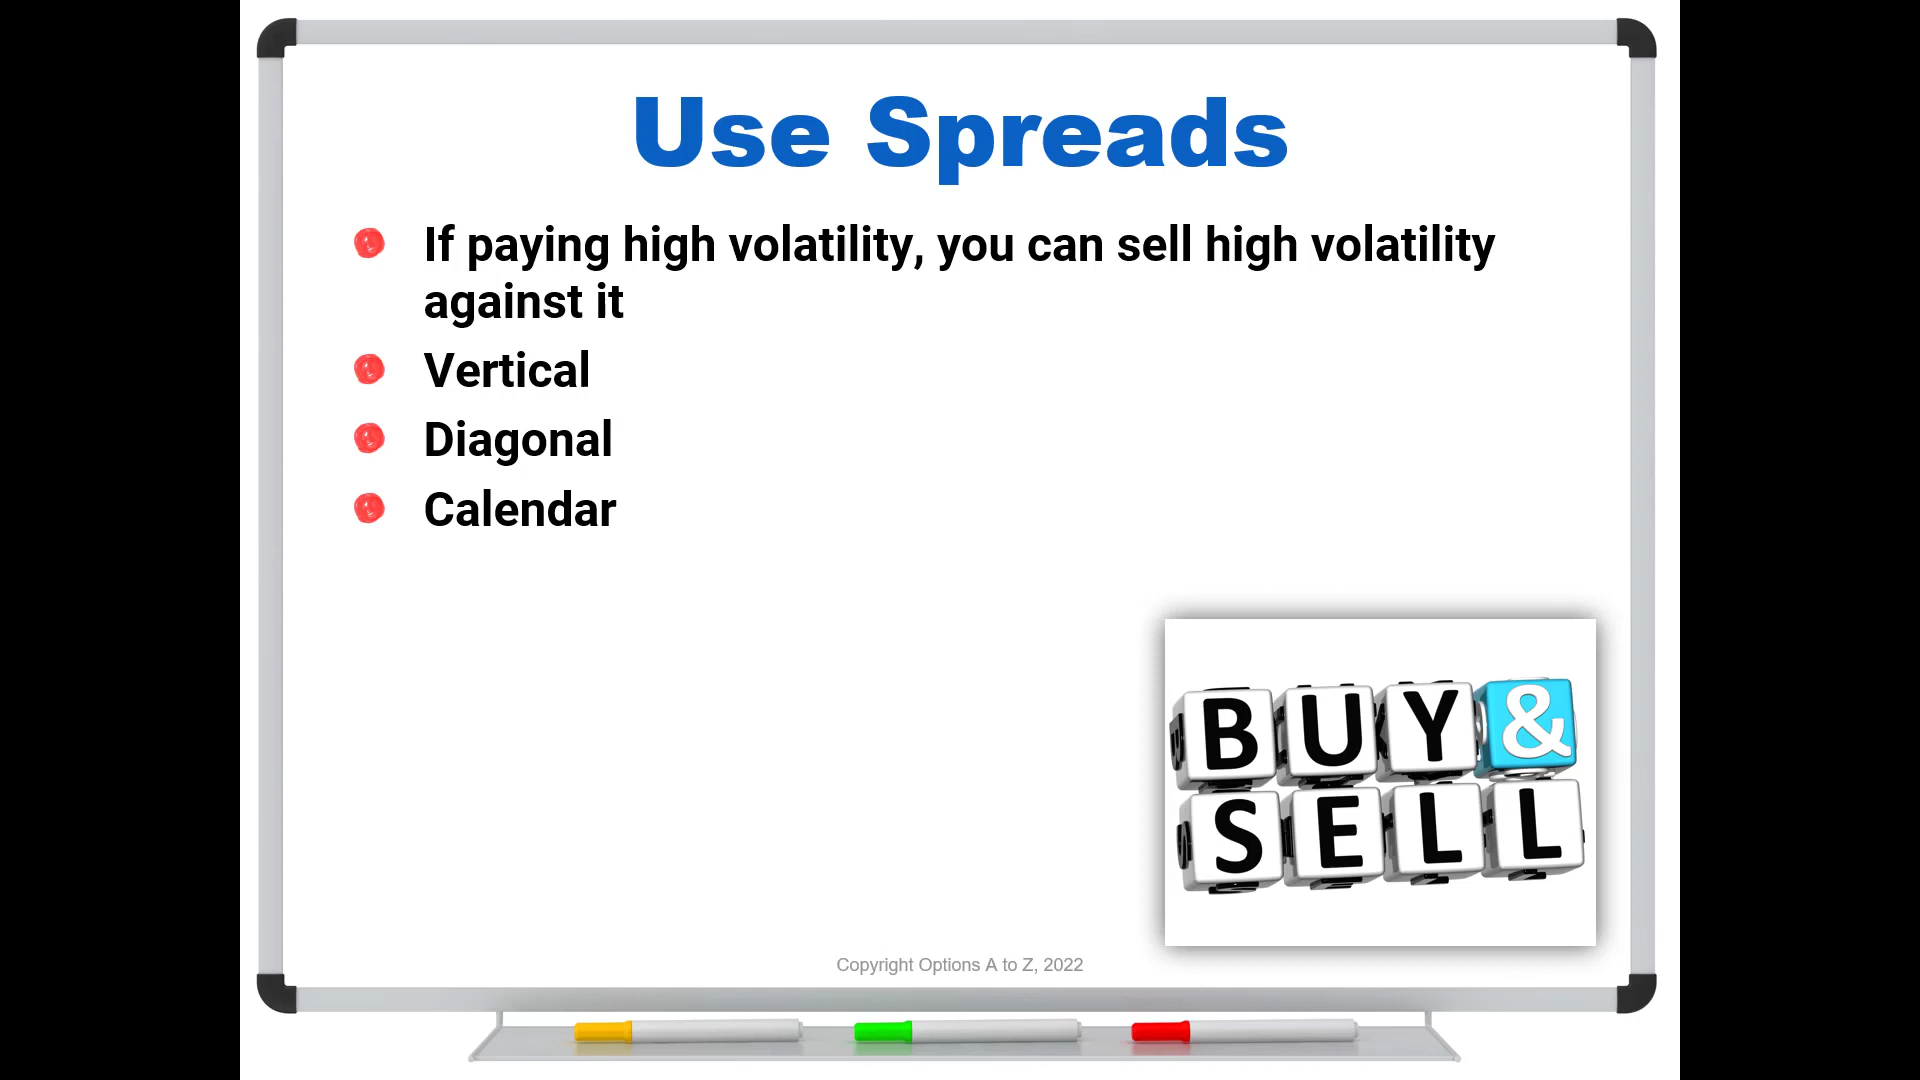 Use Spreads
If paying high volatility, you can sell high volatility
against it
Vertical
Diagonal
Calendar
BUY&
SELL
Copyright Options A to Z, 2022